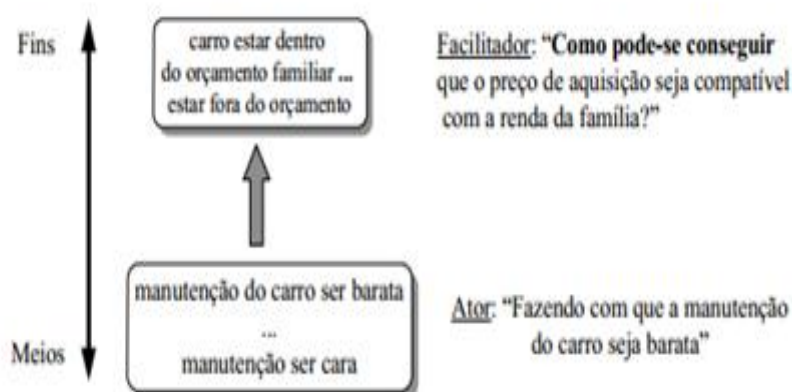 Fins
carro estar dentro
do orçamento familiar ...
estar fora do orçamento
Facilitador: “Como pode-se conseguir
que o preço de aquisição seja compatível
com a renda da família?”
manutenção do carro ser barata
...
manutenção ser cara
Meios
Ator: “Fazendo com que a manutenção
do carro seja barata”